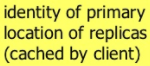 identity of primary
location of replicas
(cached by client)